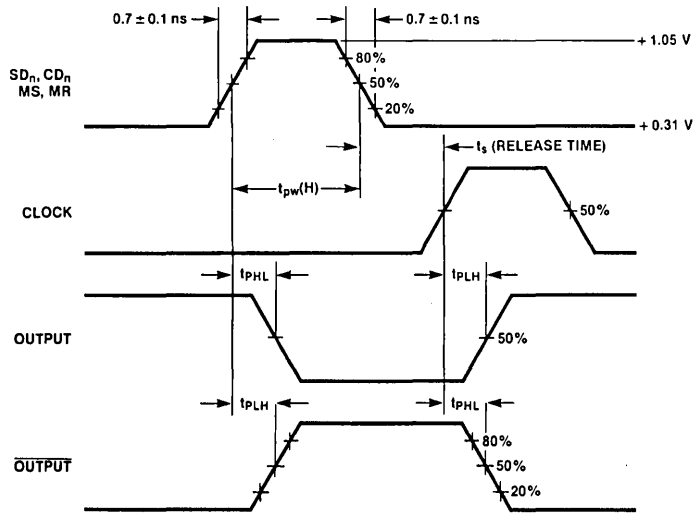 0.7 ± 0.1 ns
0.7 ± 0.1 ns
+ 1.05 V
80%
SDn, CDn
MS, MR
50%
20%
+ 0.31 V
ts (RELEASE TIME)
tpw(H)
CLOCK
50%
tPHL
tPLH
OUTPUT
50%
tPLH
tPHL
80%
OUTPUT
50%
20%